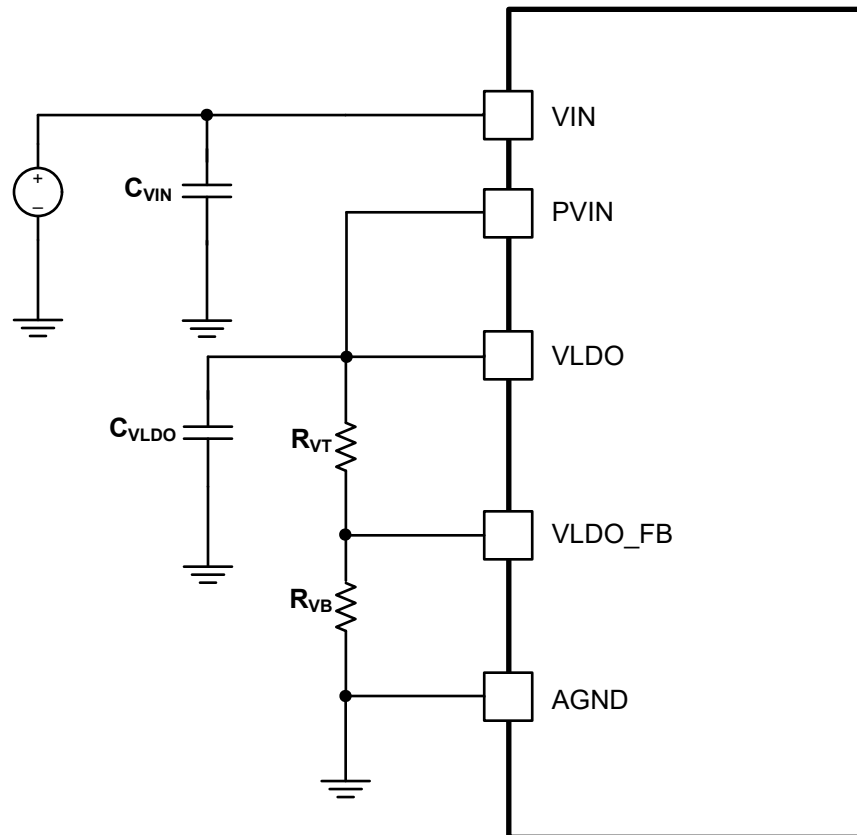 VIN
+
–
C_VIN
PVIN
VLDO
C_VLDO
R_VT
VLDO_FB
R_VB
AGND